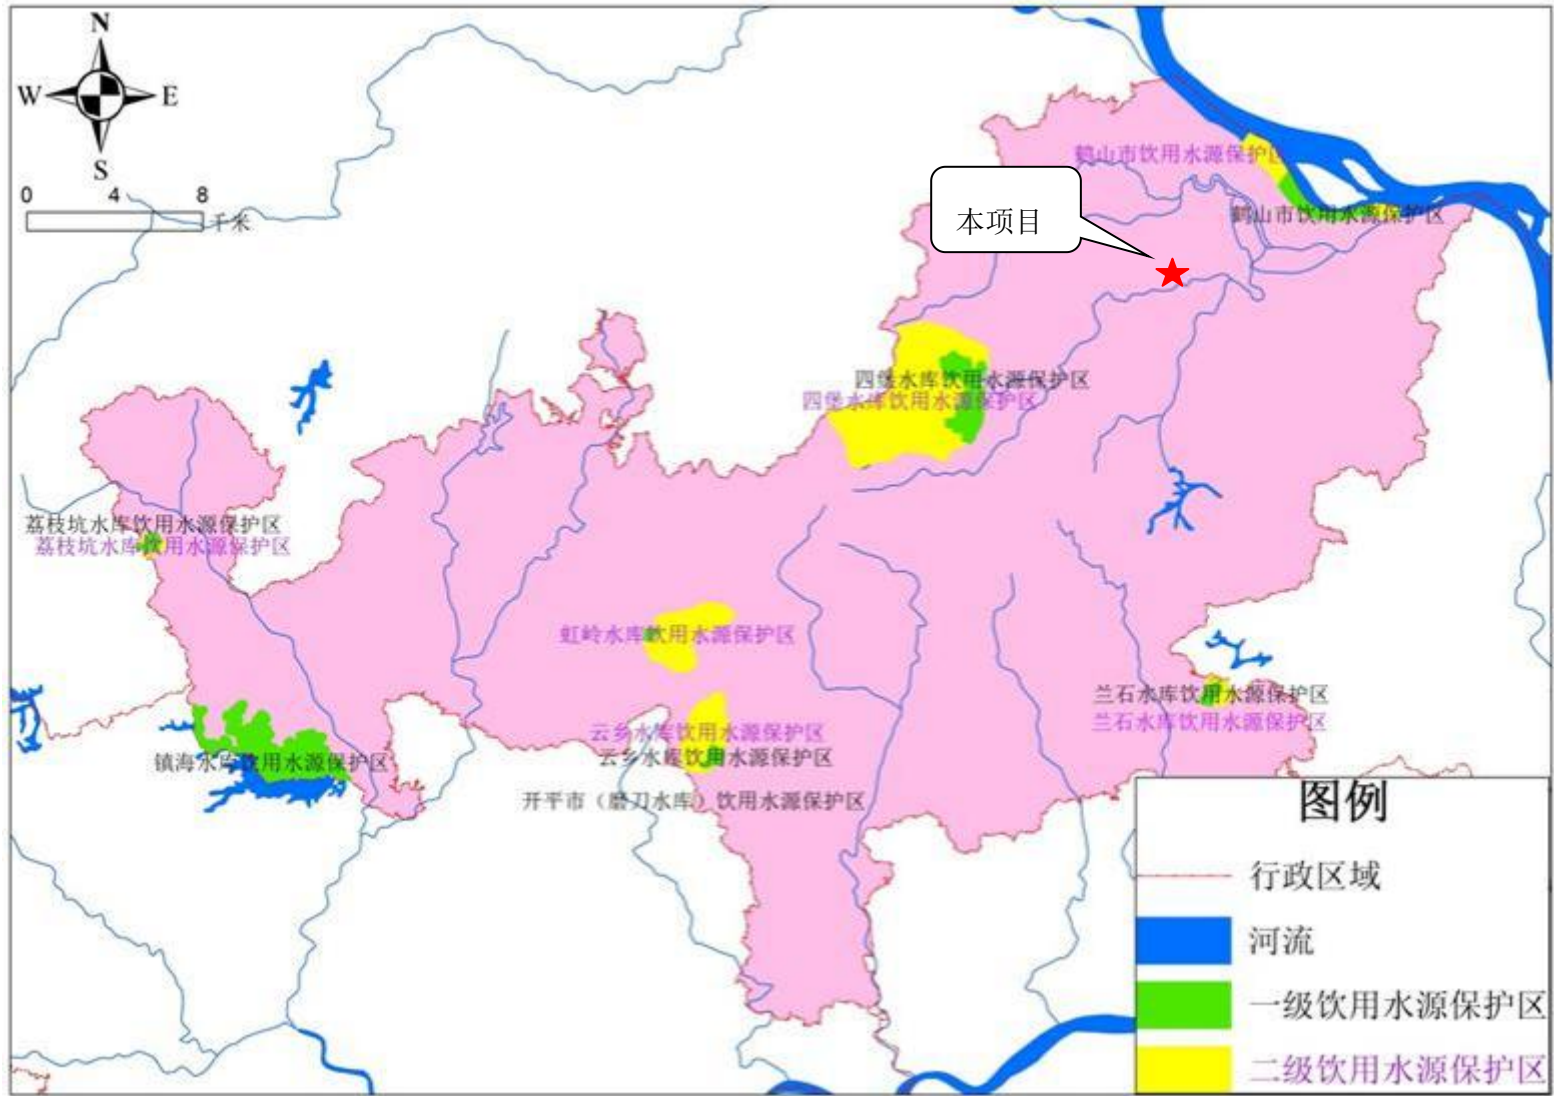 N
W E
S
0 4 8
千米
鹤山市饮用水源保护区
本项目
鹤山市饮用水源保护区
四堡水库饮用水源保护区
四堡水库饮用水源保护区
荔枝坑水库饮用水源保护区
荔枝坑水库饮用水源保护区
虹岭水库饮用水源保护区
兰石水库饮用水源保护区
兰石水库饮用水源保护区
云乡水库饮用水源保护区
云乡水库饮用水源保护区
镇海水库饮用水源保护区
开平市（磨刀水库）饮用水源保护区
图例
行政区域
河流
一级饮用水源保护区
二级饮用水源保护区